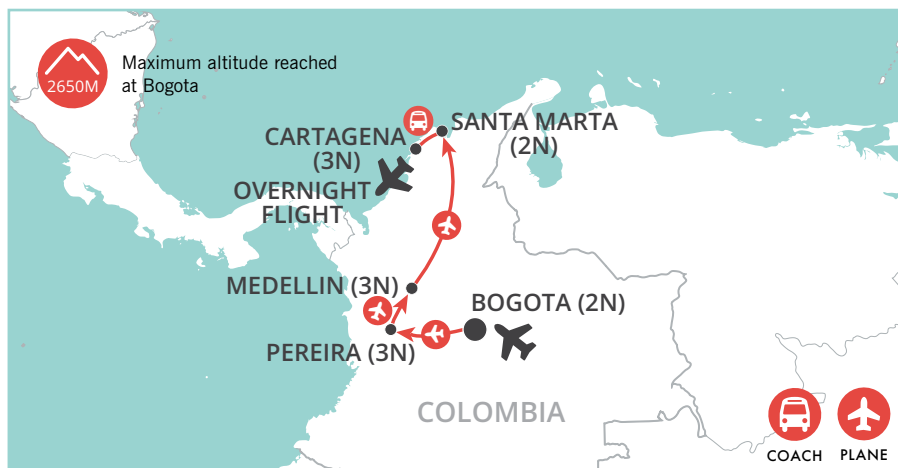 2650M
Maximum altitude reached
at Bogota
CARTAGENA
(3N)
SANTA MARTA
(2N)
OVERNIGHT
FLIGHT
MEDELLIN (3N)
BOGOTA (2N)
PEREIRA (3N)
COLOMBIA
COACH
PLANE